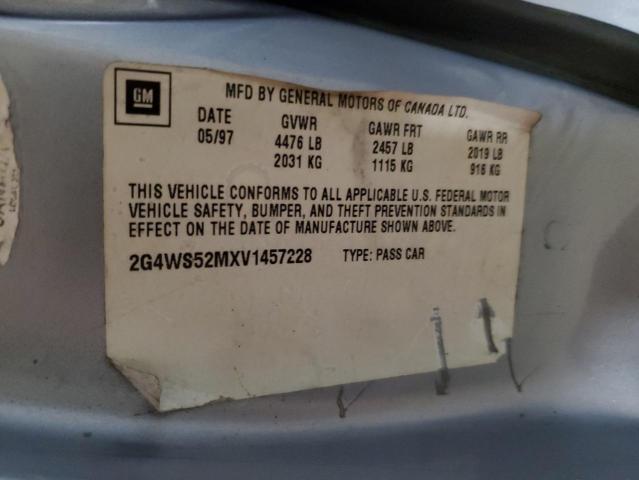 GM
MFD BY GENERAL MOTORS OF CANADA LTD.
DATE GVWR GAWR FRT GAWR RR
05/97 4476 LB 2457 LB 2019 LB
2031 KG 1115 KG 916 KG
THIS VEHICLE CONFORMS TO ALL APPLICABLE U.S. FEDERAL MOTOR
VEHICLE SAFETY, BUMPER, AND THEFT PREVENTION STANDARDS IN
EFFECT ON THE DATE OF MANUFACTURE SHOWN ABOVE.
2G4WS52MXV1457228 TYPE: PASS CAR